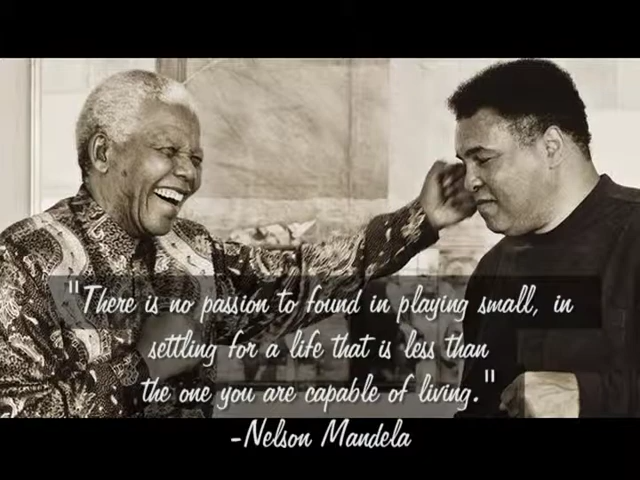 "There is no passion to found in playing small, in
settling for a life that is less than
the one you are capable of living."
-Nelson Mandela